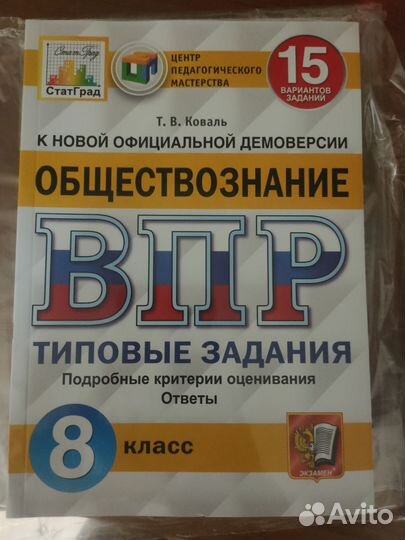 СтатГрад
СтатГрад
ЦЕНТР
ПЕДАГОГИЧЕСКОГО
МАСТЕРСТВА
15
ВАРИАНТОВ
ЗАДАНИЙ
Т. В. Коваль
К НОВОЙ ОФИЦИАЛЬНОЙ ДЕМОВЕРСИИ
ОБЩЕСТВОЗНАНИЕ
ВПР
ТИПОВЫЕ ЗАДАНИЯ
Подробные критерии оценивания
Ответы
8 класс
ЭКЗАМЕН
Avito